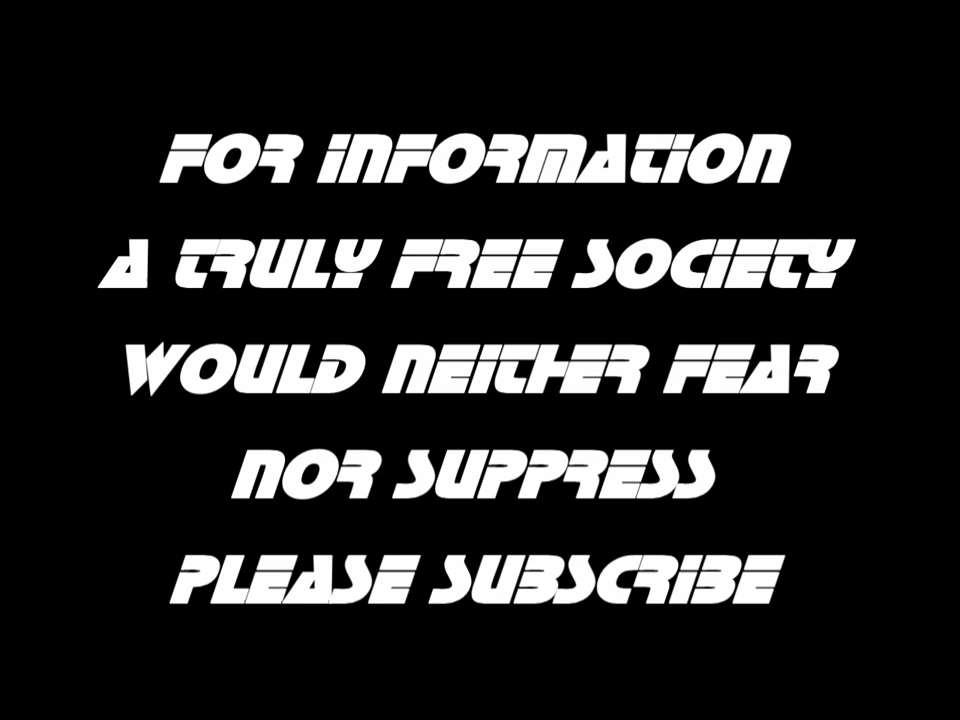 FOR INFORMATION
A TRULY FREE SOCIETY
WOULD NEITHER FEAR
NOR SUPPRESS
PLEASE SUBSCRIBE